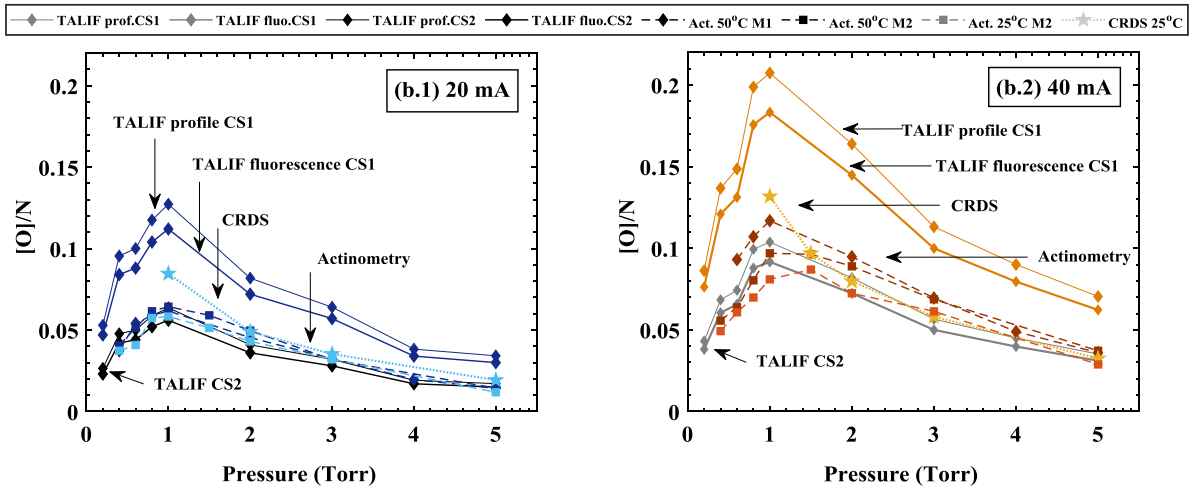 TALIF prof.CS1 TALIF fluo.CS1 TALIF prof.CS2 TALIF fluo.CS2 Act. 50°C M1 Act. 50°C M2 Act. 25°C M2 CRDS 25°C
(b.1) 20 mA
[O]/N
0.2
0.15
0.1
0.05
0
TALIF profile CS1
TALIF fluorescence CS1
CRDS
Actinometry
TALIF CS2
0 1 2 3 4 5
Pressure (Torr)
(b.2) 40 mA
[O]/N
0.2
0.15
0.1
0.05
0
TALIF profile CS1
TALIF fluorescence CS1
CRDS
Actinometry
TALIF CS2
0 1 2 3 4 5
Pressure (Torr)